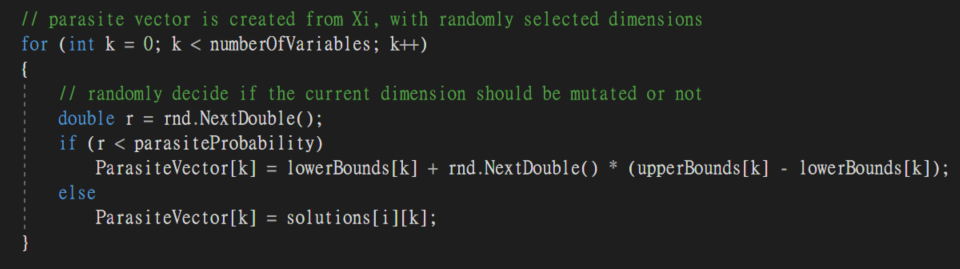 // parasite vector is created from Xi, with randomly selected dimensions
for (int k = 0; k < numberOfVariables; k++)
{
// randomly decide if the current dimension should be mutated or not
double r = rnd.NextDouble();
if (r < parasiteProbability)
ParasiteVector[k] = lowerBounds[k] + rnd.NextDouble() * (upperBounds[k] - lowerBounds[k]);
else
ParasiteVector[k] = solutions[i][k];
}